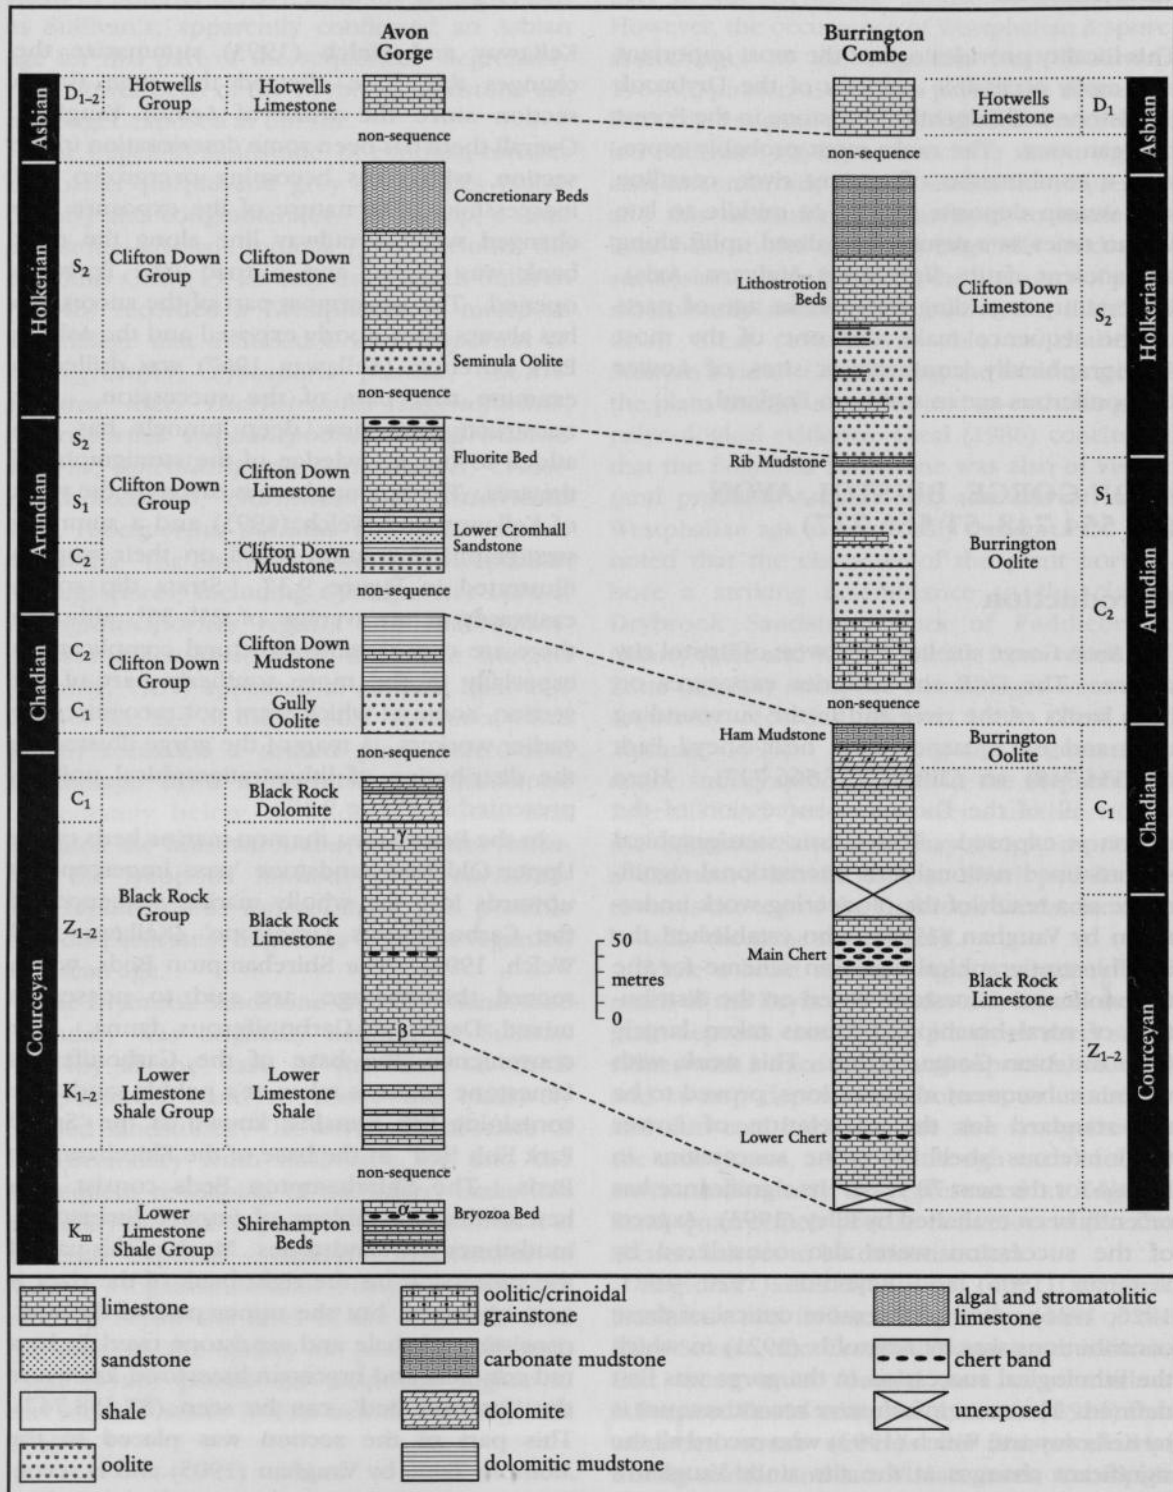 Avon
Gorge
Burrington
Combe
Asbian
D1–2
Hotwells
Group
Hotwells
Limestone
non-sequence
Holkerian
S2
Clifton Down
Group
Clifton Down
Limestone
Concretionary Beds
Seminula Oolite
non-sequence
Arundian
S2
S1
C2
Clifton Down
Group
Clifton Down
Limestone
Clifton Down
Mudstone
Fluorite Bed
Lower Cromhall
Sandstone
non-sequence
Chadian
C2
C1
Clifton Down
Group
Clifton Down
Mudstone
Gully
Oolite
non-sequence
Courceyan
C1
Black Rock
Dolomite
Z1–2
Black Rock
Group
Black Rock
Limestone
γ
β
K1–2
Lower
Limestone
Shale Group
Lower
Limestone
Shale
non-sequence
Km
Lower
Limestone
Shale Group
Shirehampton
Beds
α
Bryozoa Bed
50
metres
0
Hotwells
Limestone
D1
Asbian
non-sequence
Lithostrotion
Beds
Clifton Down
Limestone
S2
Holkerian
Rib Mudstone
Burrington
Oolite
S1
C2
Arundian
non-sequence
Ham Mudstone
Burrington
Oolite
C1
Chadian
Main Chert
Black Rock
Limestone
Z1–2
Courceyan
Lower Chert
limestone
sandstone
shale
oolite
oolitic/crinoidal
grainstone
carbonate mudstone
dolomite
dolomitic mudstone
algal and stromatolitic
limestone
chert band
unexposed